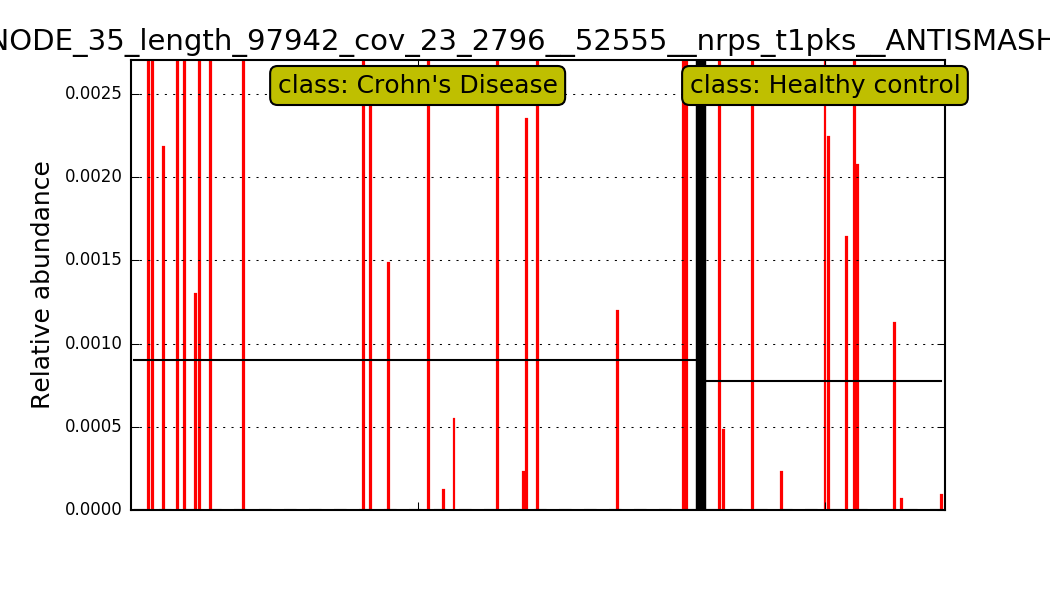 NODE_35_length_97942_cov_23_2796__52555__nrps_t1pks__ANTISMASH
class: Crohn's Disease
class: Healthy control
Relative abundance
0.0025
0.0020
0.0015
0.0010
0.0005
0.0000